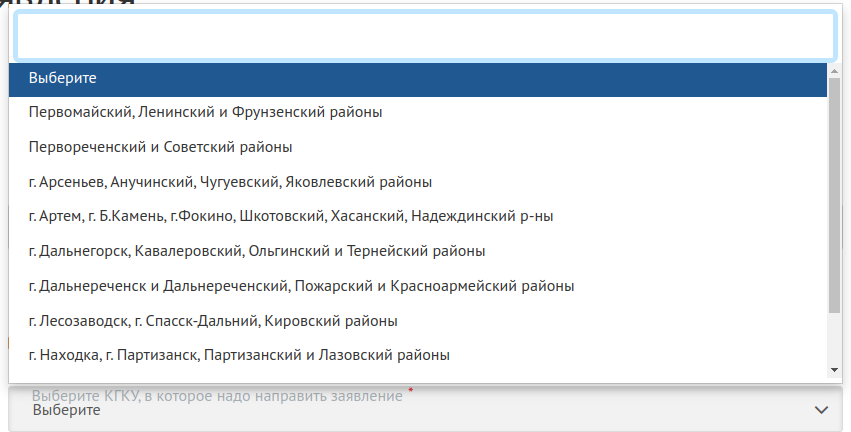 Выберите
Первомайский, Ленинский и Фрунзенский районы
Первореченский и Советский районы
г. Арсеньев, Анучинский, Чугуевский, Яковлевский районы
г. Артем, г. Б.Камень, г.Фокино, Шкотовский, Хасанский, Надеждинский р-ны
г. Дальнегорск, Кавалеровский, Ольгинский и Тернейский районы
г. Дальнереченск и Дальнереченский, Пожарский и Красноармейский районы
г. Лесозаводск, г. Спасск-Дальний, Кировский районы
г. Находка, г. Партизанск, Партизанский и Лазовский районы
Выберите КГКУ, в которое надо направить заявление *
Выберите